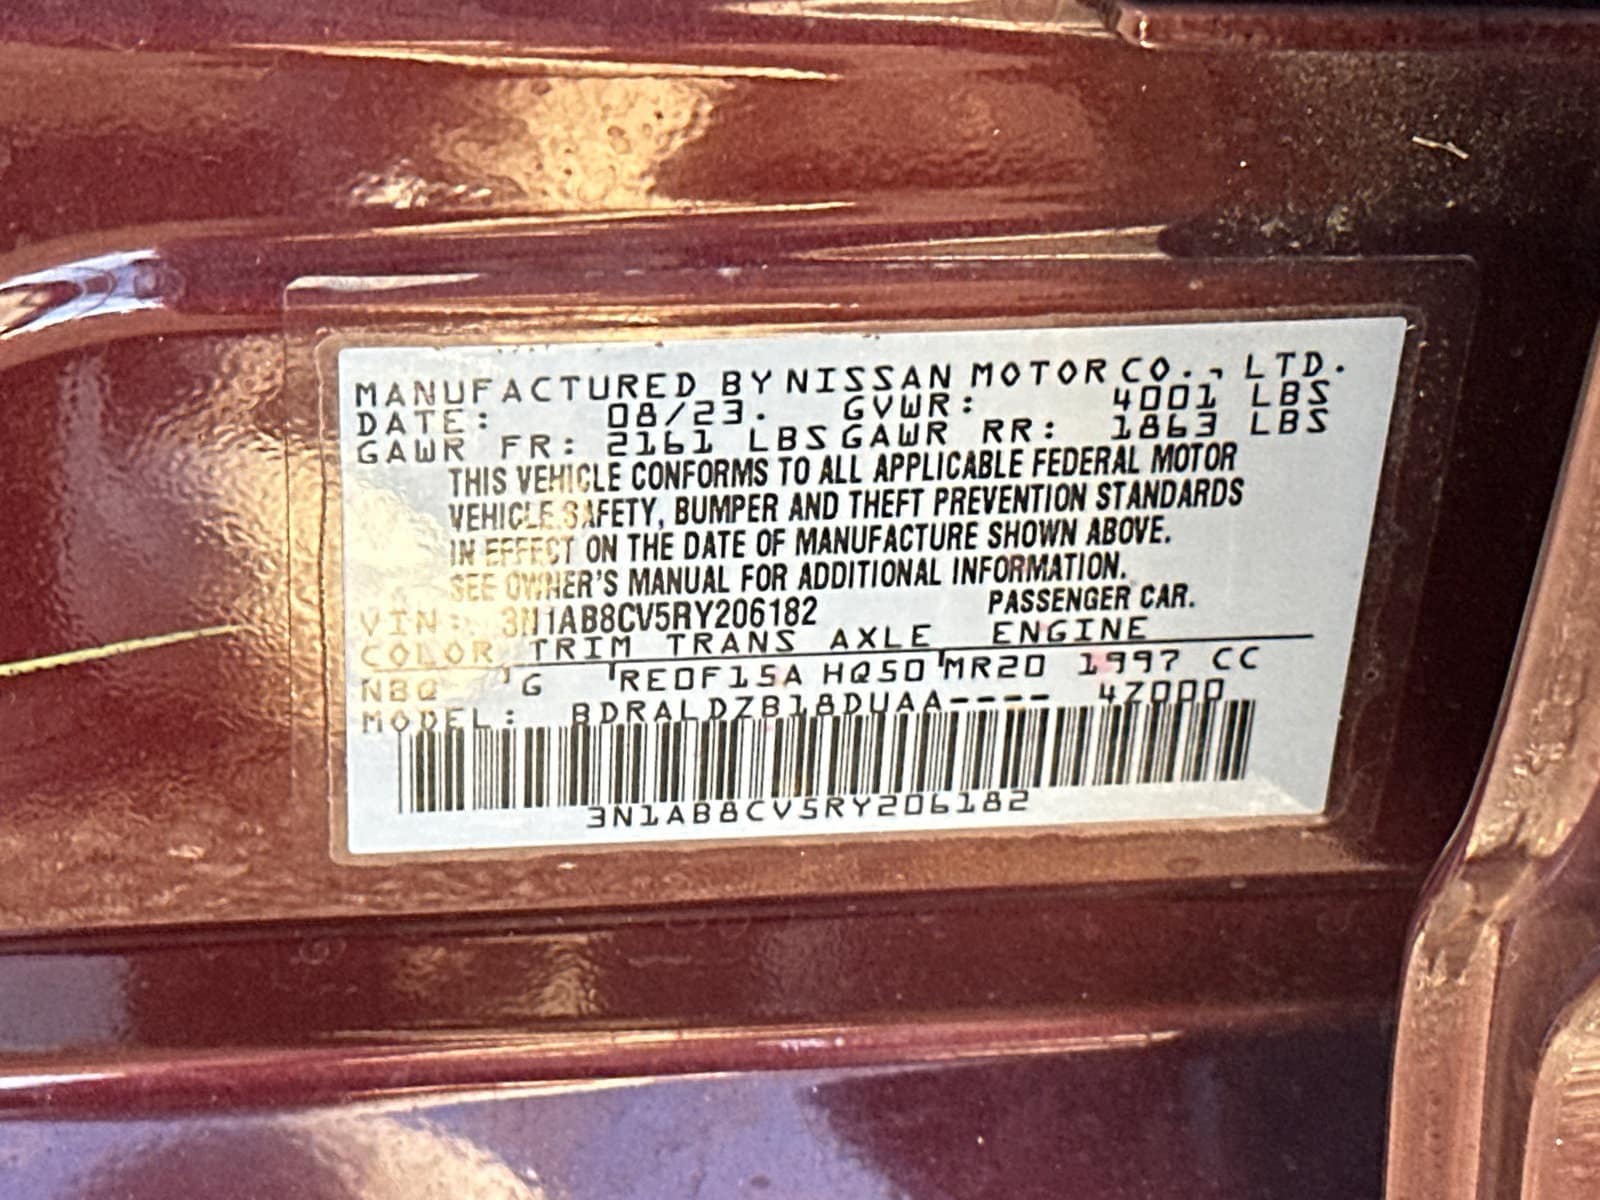 MANUFACTURED BY NISSAN MOTOR CO., LTD.
DATE: 08/23. GVWR: 4001 LBS
GAWR FR: 2161 LBS GAWR RR: 1863 LBS
THIS VEHICLE CONFORMS TO ALL APPLICABLE FEDERAL MOTOR
VEHICLE SAFETY, BUMPER AND THEFT PREVENTION STANDARDS
IN EFFECT ON THE DATE OF MANUFACTURE SHOWN ABOVE.
SEE OWNER'S MANUAL FOR ADDITIONAL INFORMATION.
VIN: 3N1AB8CV5RY206182 PASSENGER CAR.
COLOR TRIM TRANS AXLE ENGINE
NBQ G RE0F15A HQ50 MR20 1997 CC
MODEL: BDRALDZB18DUAA---- 4Z000
3N1AB8CV5RY206182